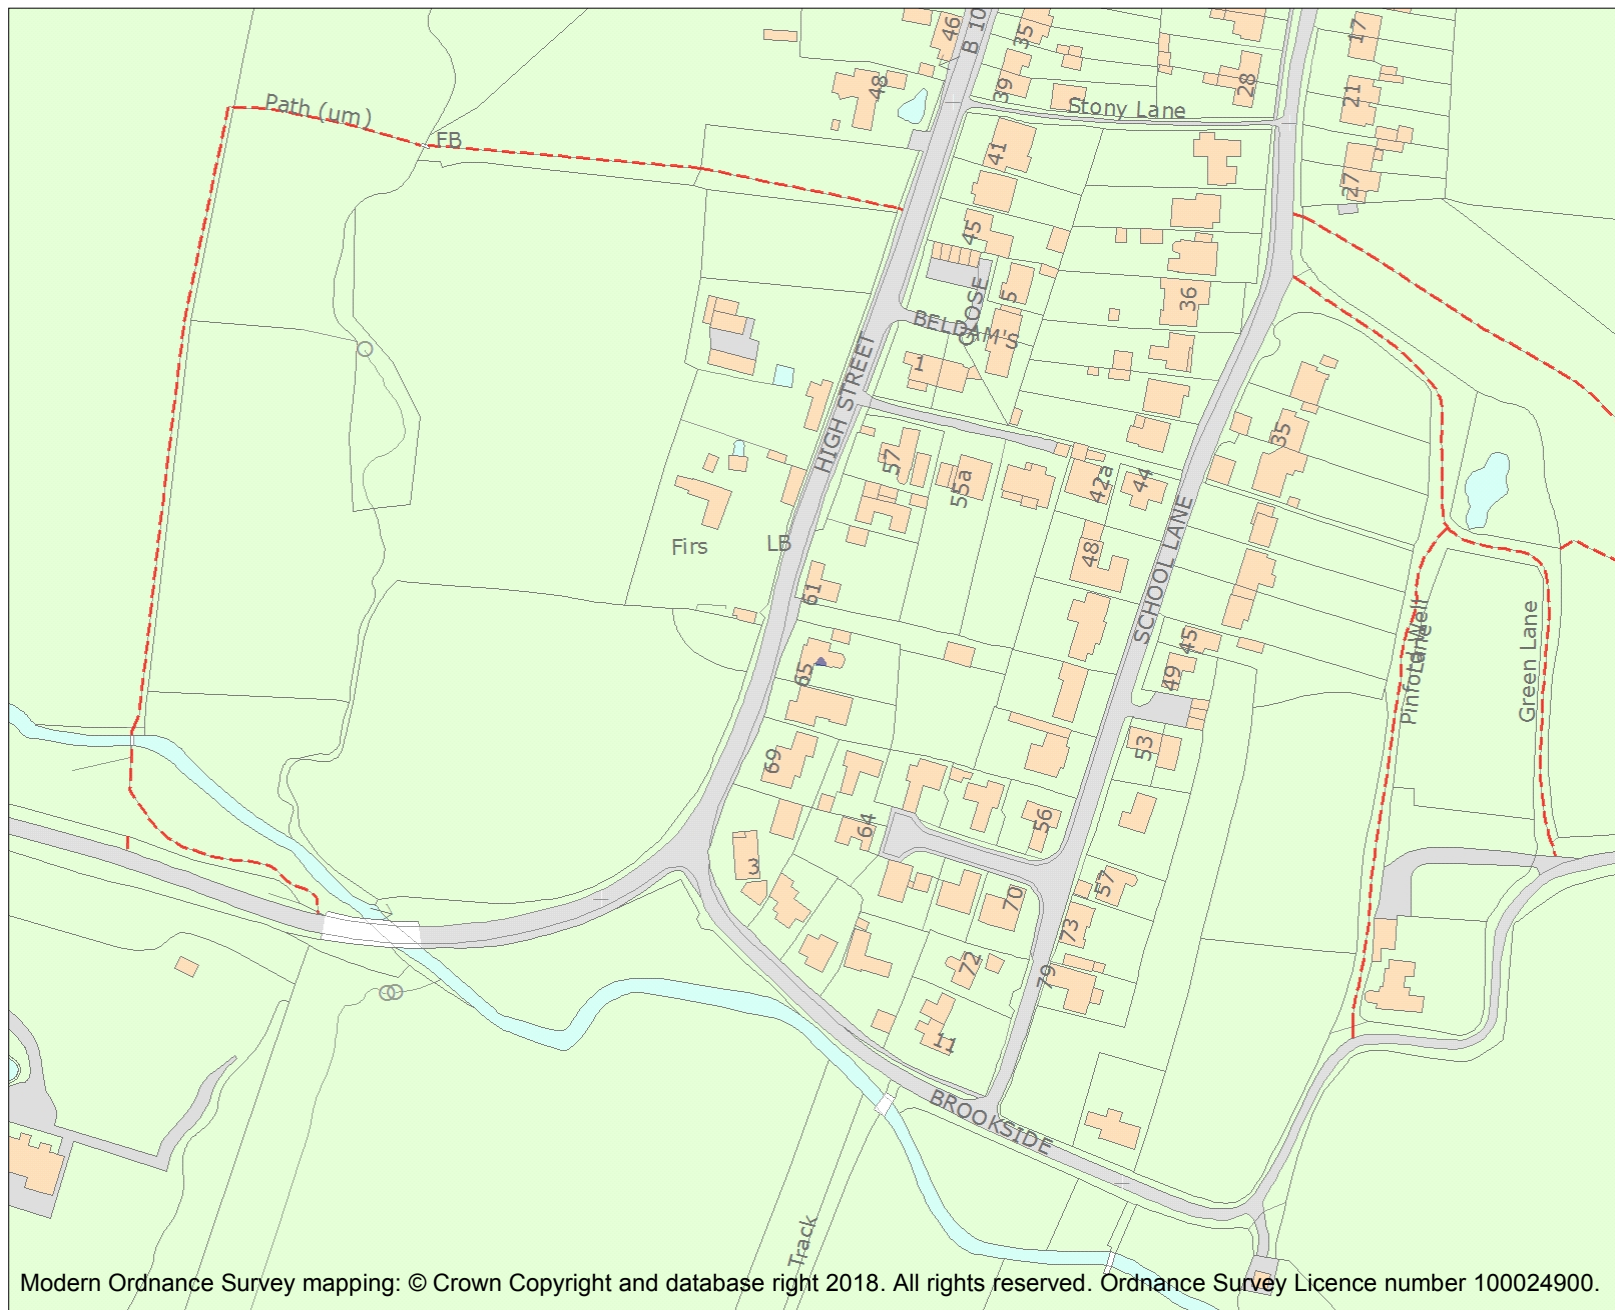 46
B 10
35
17
48
39
28
21
Stony Lane
Path (um)
FB
41
27
45
5
36
CLOSE
BELDAM'S
1
HIGH STREET
35
57
55a
42a
44
Firs
LB
48
61
SCHOOL LANE
45
65
49
Pinfold Well
Lane
Green Lane
69
53
64
56
3
57
70
73
72
79
11
BROOKSIDE
Track
Modern Ordnance Survey mapping: © Crown Copyright and database right 2018. All rights reserved. Ordnance Survey Licence number 100024900.